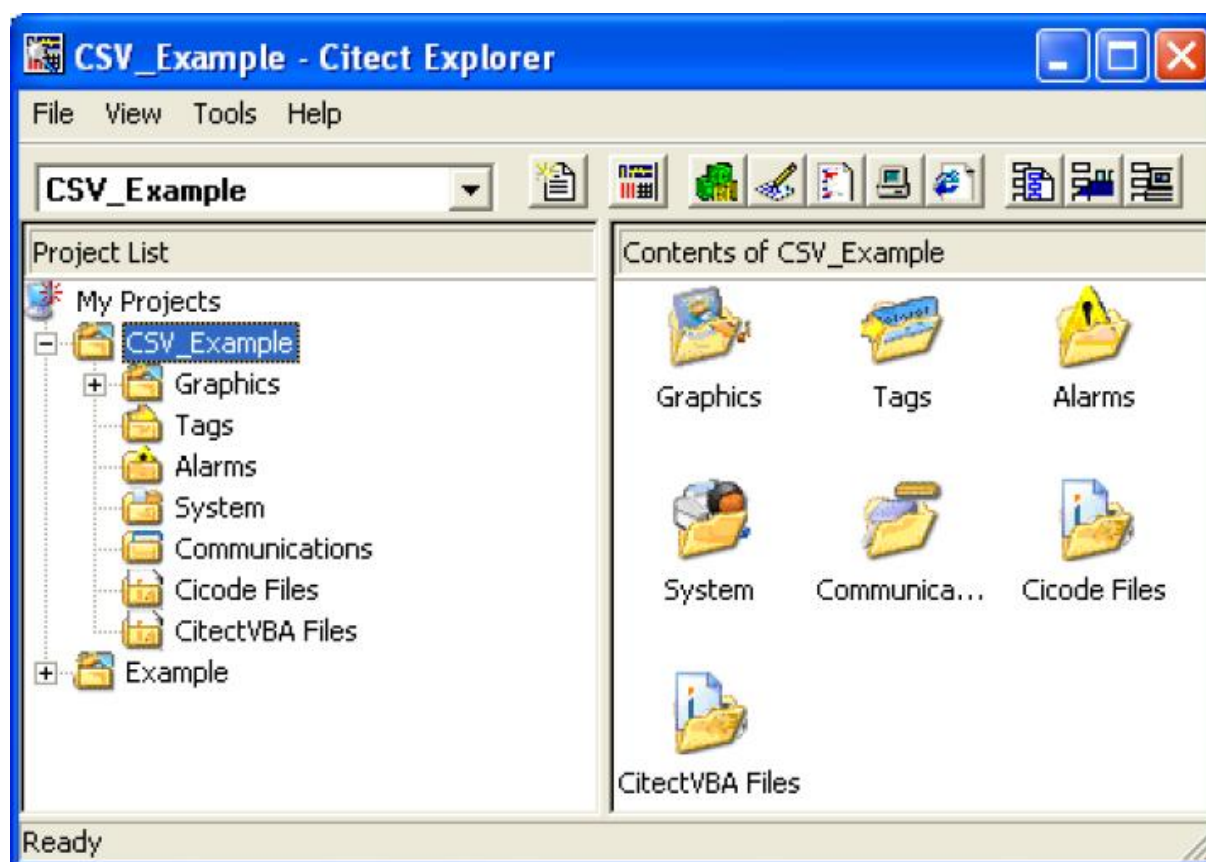 CSV_Example - Citect Explorer
File View Tools Help
CSV_Example
Project List
My Projects
CSV_Example
Graphics
Tags
Alarms
System
Communications
Cicode Files
CitectVBA Files
Example
Contents of CSV_Example
Graphics Tags Alarms
System Communica... Cicode Files
CitectVBA Files
Ready